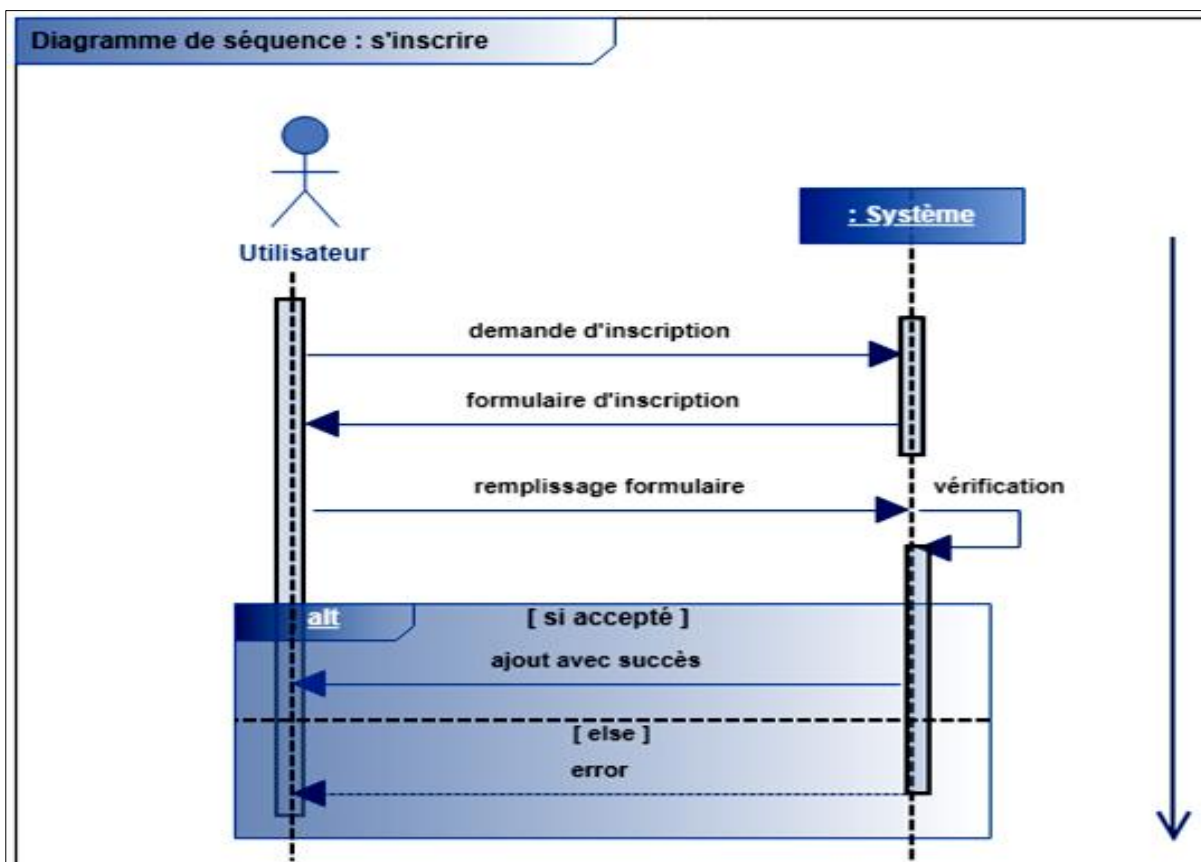 Diagramme de séquence : s'inscrire
Utilisateur
: Système
demande d'inscription
formulaire d'inscription
remplissage formulaire
vérification
alt
[ si accepté ]
ajout avec succès
[ else ]
error